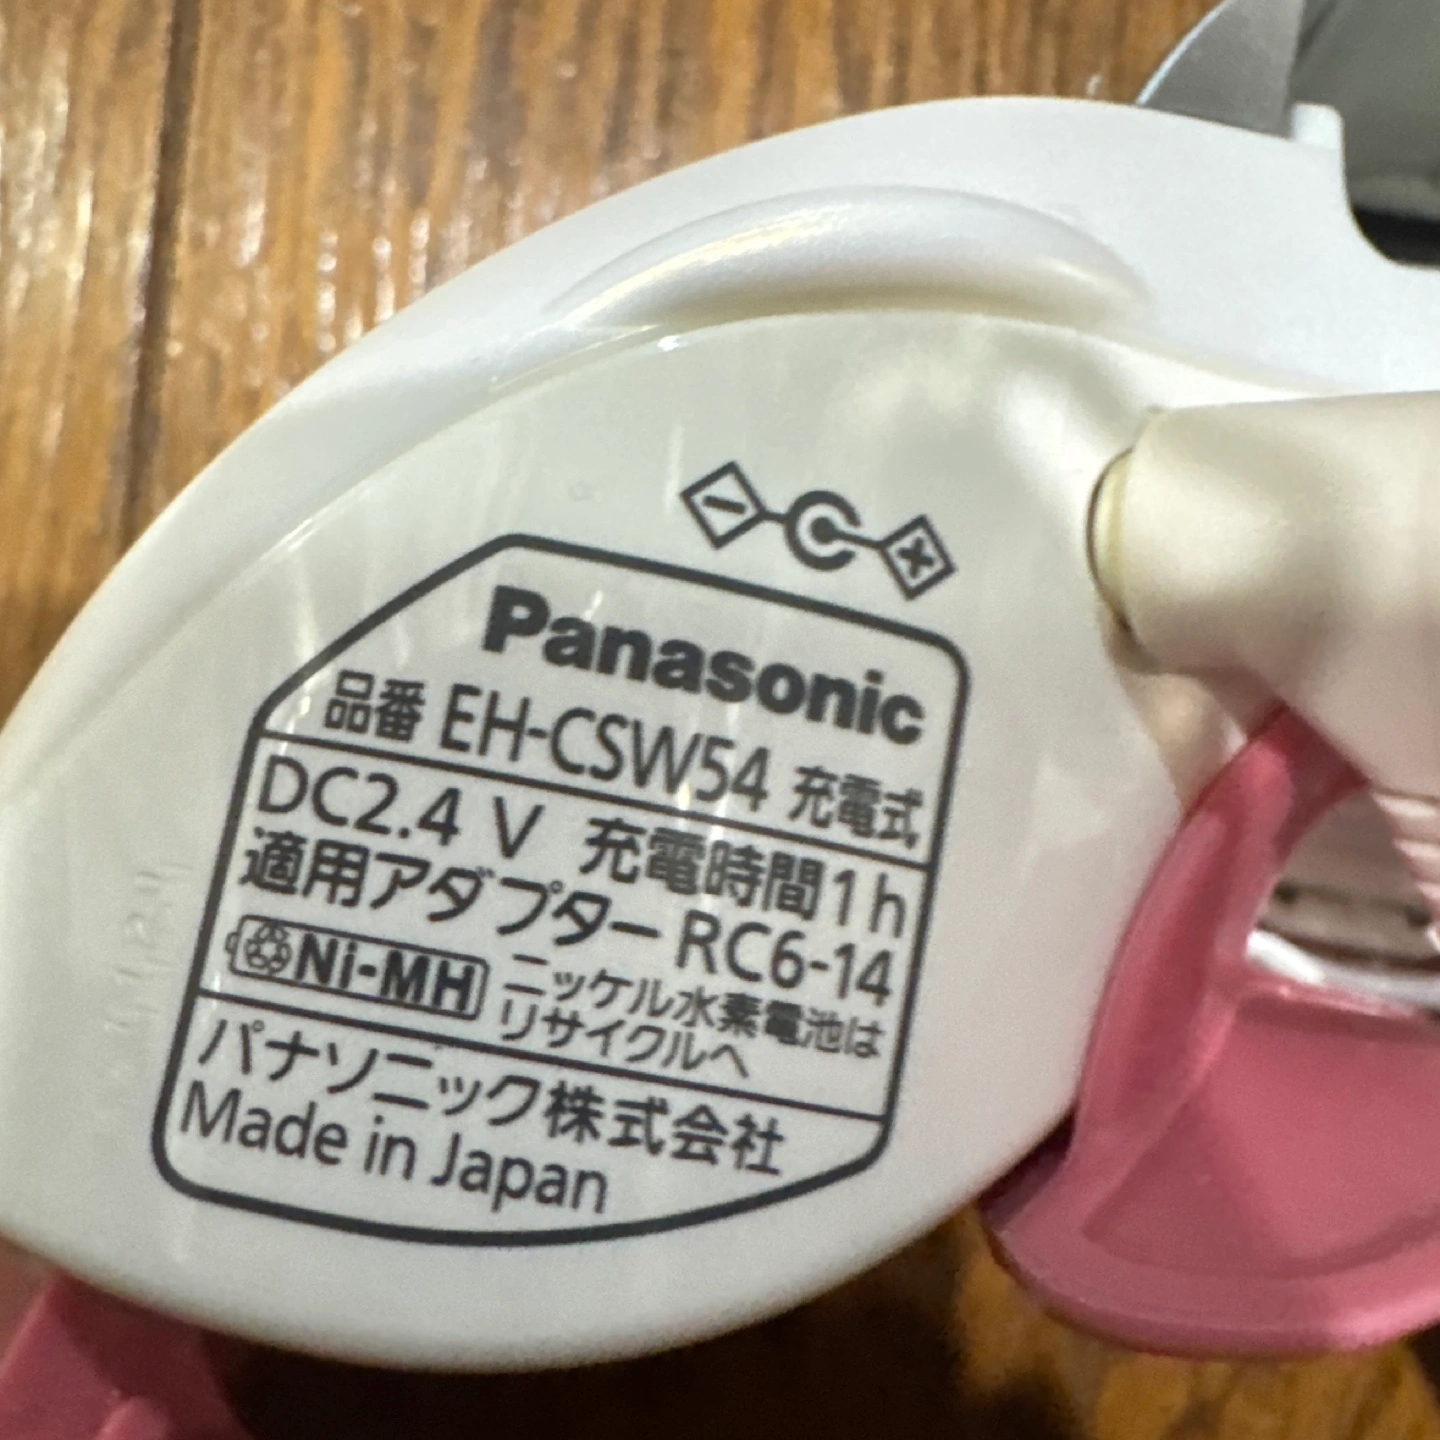 Panasonic
品番 EH-CSW54 充電式
DC2.4 V 充電時間1h
適用アダプター RC6-14
Ni-MH ニッケル水素電池は
リサイクルへ
パナソニック株式会社
Made in Japan